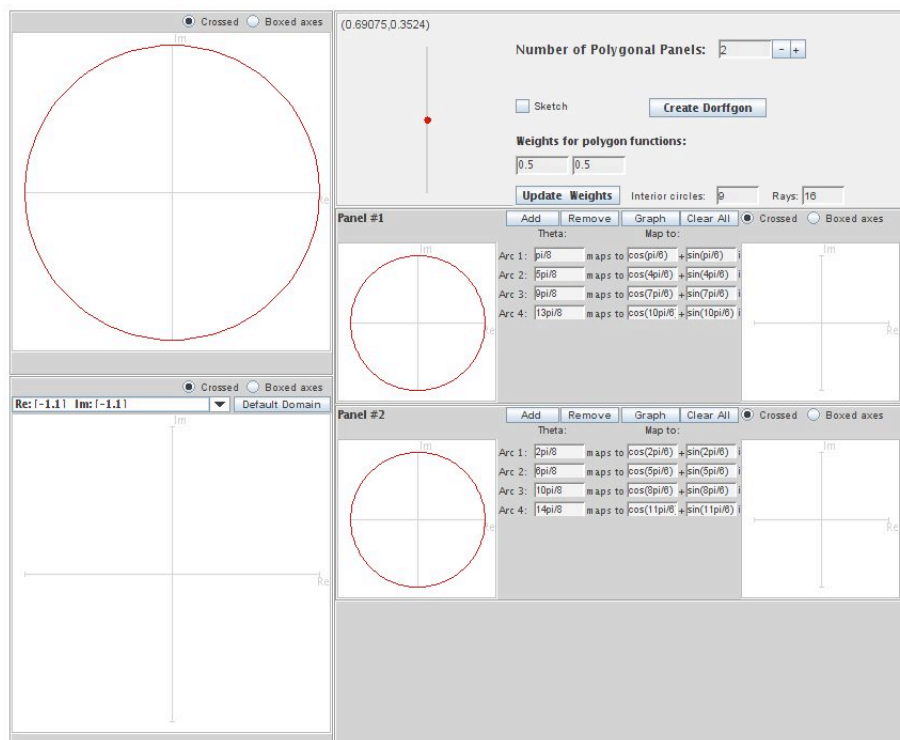 Crossed Boxed axes
Im
Re
(0.69075,0.3524)
Number of Polygonal Panels: 2 - +
Sketch Create Dorffgon
Weights for polygon functions:
0.5 0.5
Update Weights Interior circles: 9 Rays: 16
Panel #1 Add Remove Graph Clear All Crossed Boxed axes
Theta: Map to:
Im
Re
Arc 1: pi/8 maps to cos(pi/6) + sin(pi/6) i
Arc 2: 5pi/8 maps to cos(4pi/6) + sin(4pi/6) i
Arc 3: 9pi/8 maps to cos(7pi/6) + sin(7pi/6) i
Arc 4: 13pi/8 maps to cos(10pi/6) + sin(10pi/6) i
Im
Re
Crossed Boxed axes
Re: [-1,1] Im: [-1,1] Default Domain
Im
Re
Panel #2 Add Remove Graph Clear All Crossed Boxed axes
Theta: Map to:
Im
Re
Arc 1: 2pi/8 maps to cos(2pi/6) + sin(2pi/6) i
Arc 2: 6pi/8 maps to cos(5pi/6) + sin(5pi/6) i
Arc 3: 10pi/8 maps to cos(8pi/6) + sin(8pi/6) i
Arc 4: 14pi/8 maps to cos(11pi/6) + sin(11pi/6) i
Im
Re